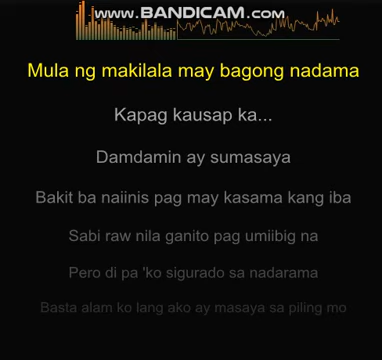 www.BANDICAM.com
Mula ng makilala may bagong nadama
Kapag kausap ka...
Damdamin ay sumasaya
Bakit ba naiinis pag may kasama kang iba
Sabi raw nila ganito pag umiibig na
Pero di pa 'ko sigurado sa nadarama
Basta alam ko lang ako ay masaya sa piling mo